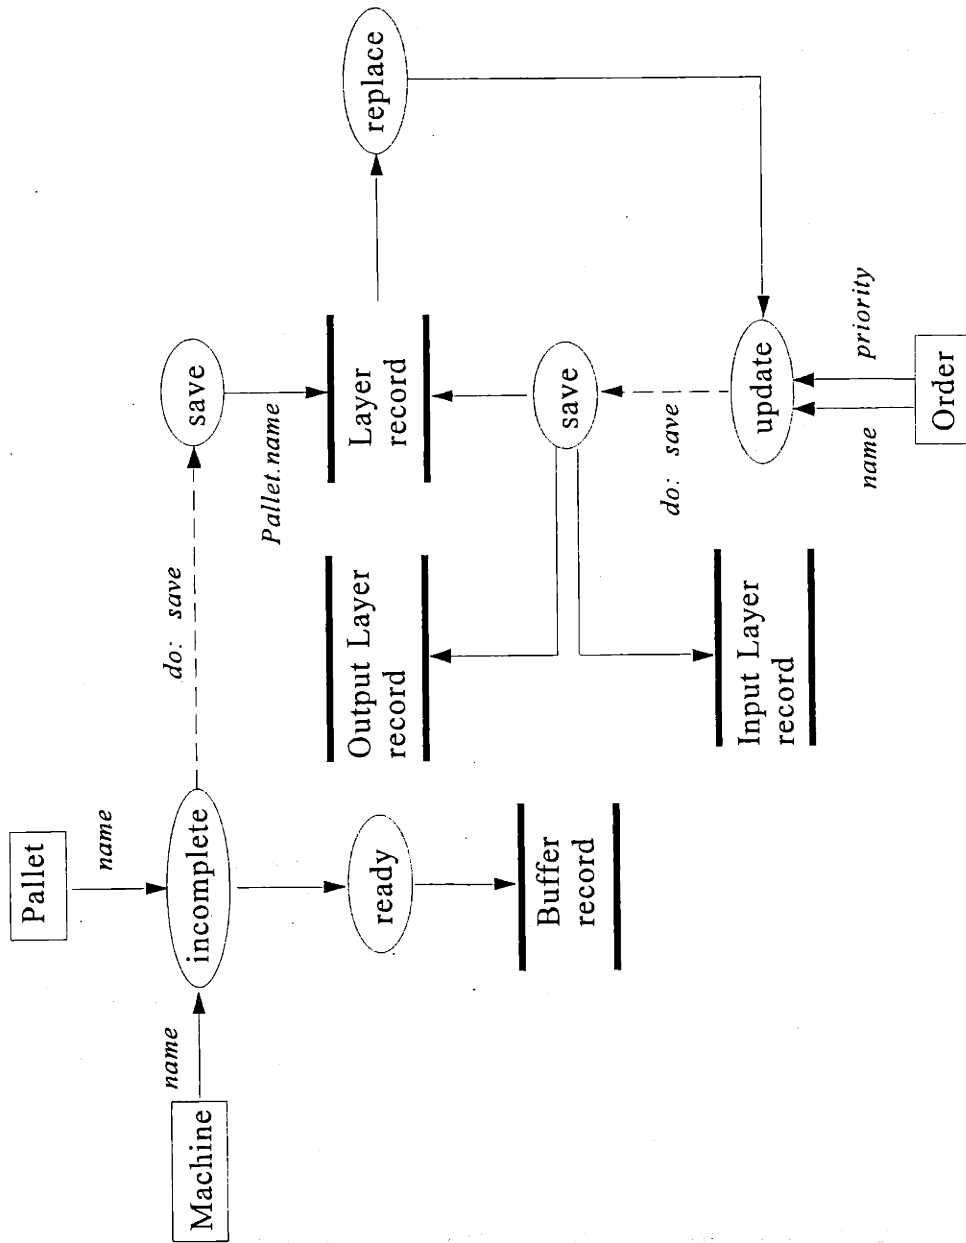 Pallet
name
name
do: save
Machine
incomplete
save
replace
Pallet.name
ready
Output Layer
record
Layer
record
Buffer
record
save
do: save
Input Layer
record
update
name
priority
Order